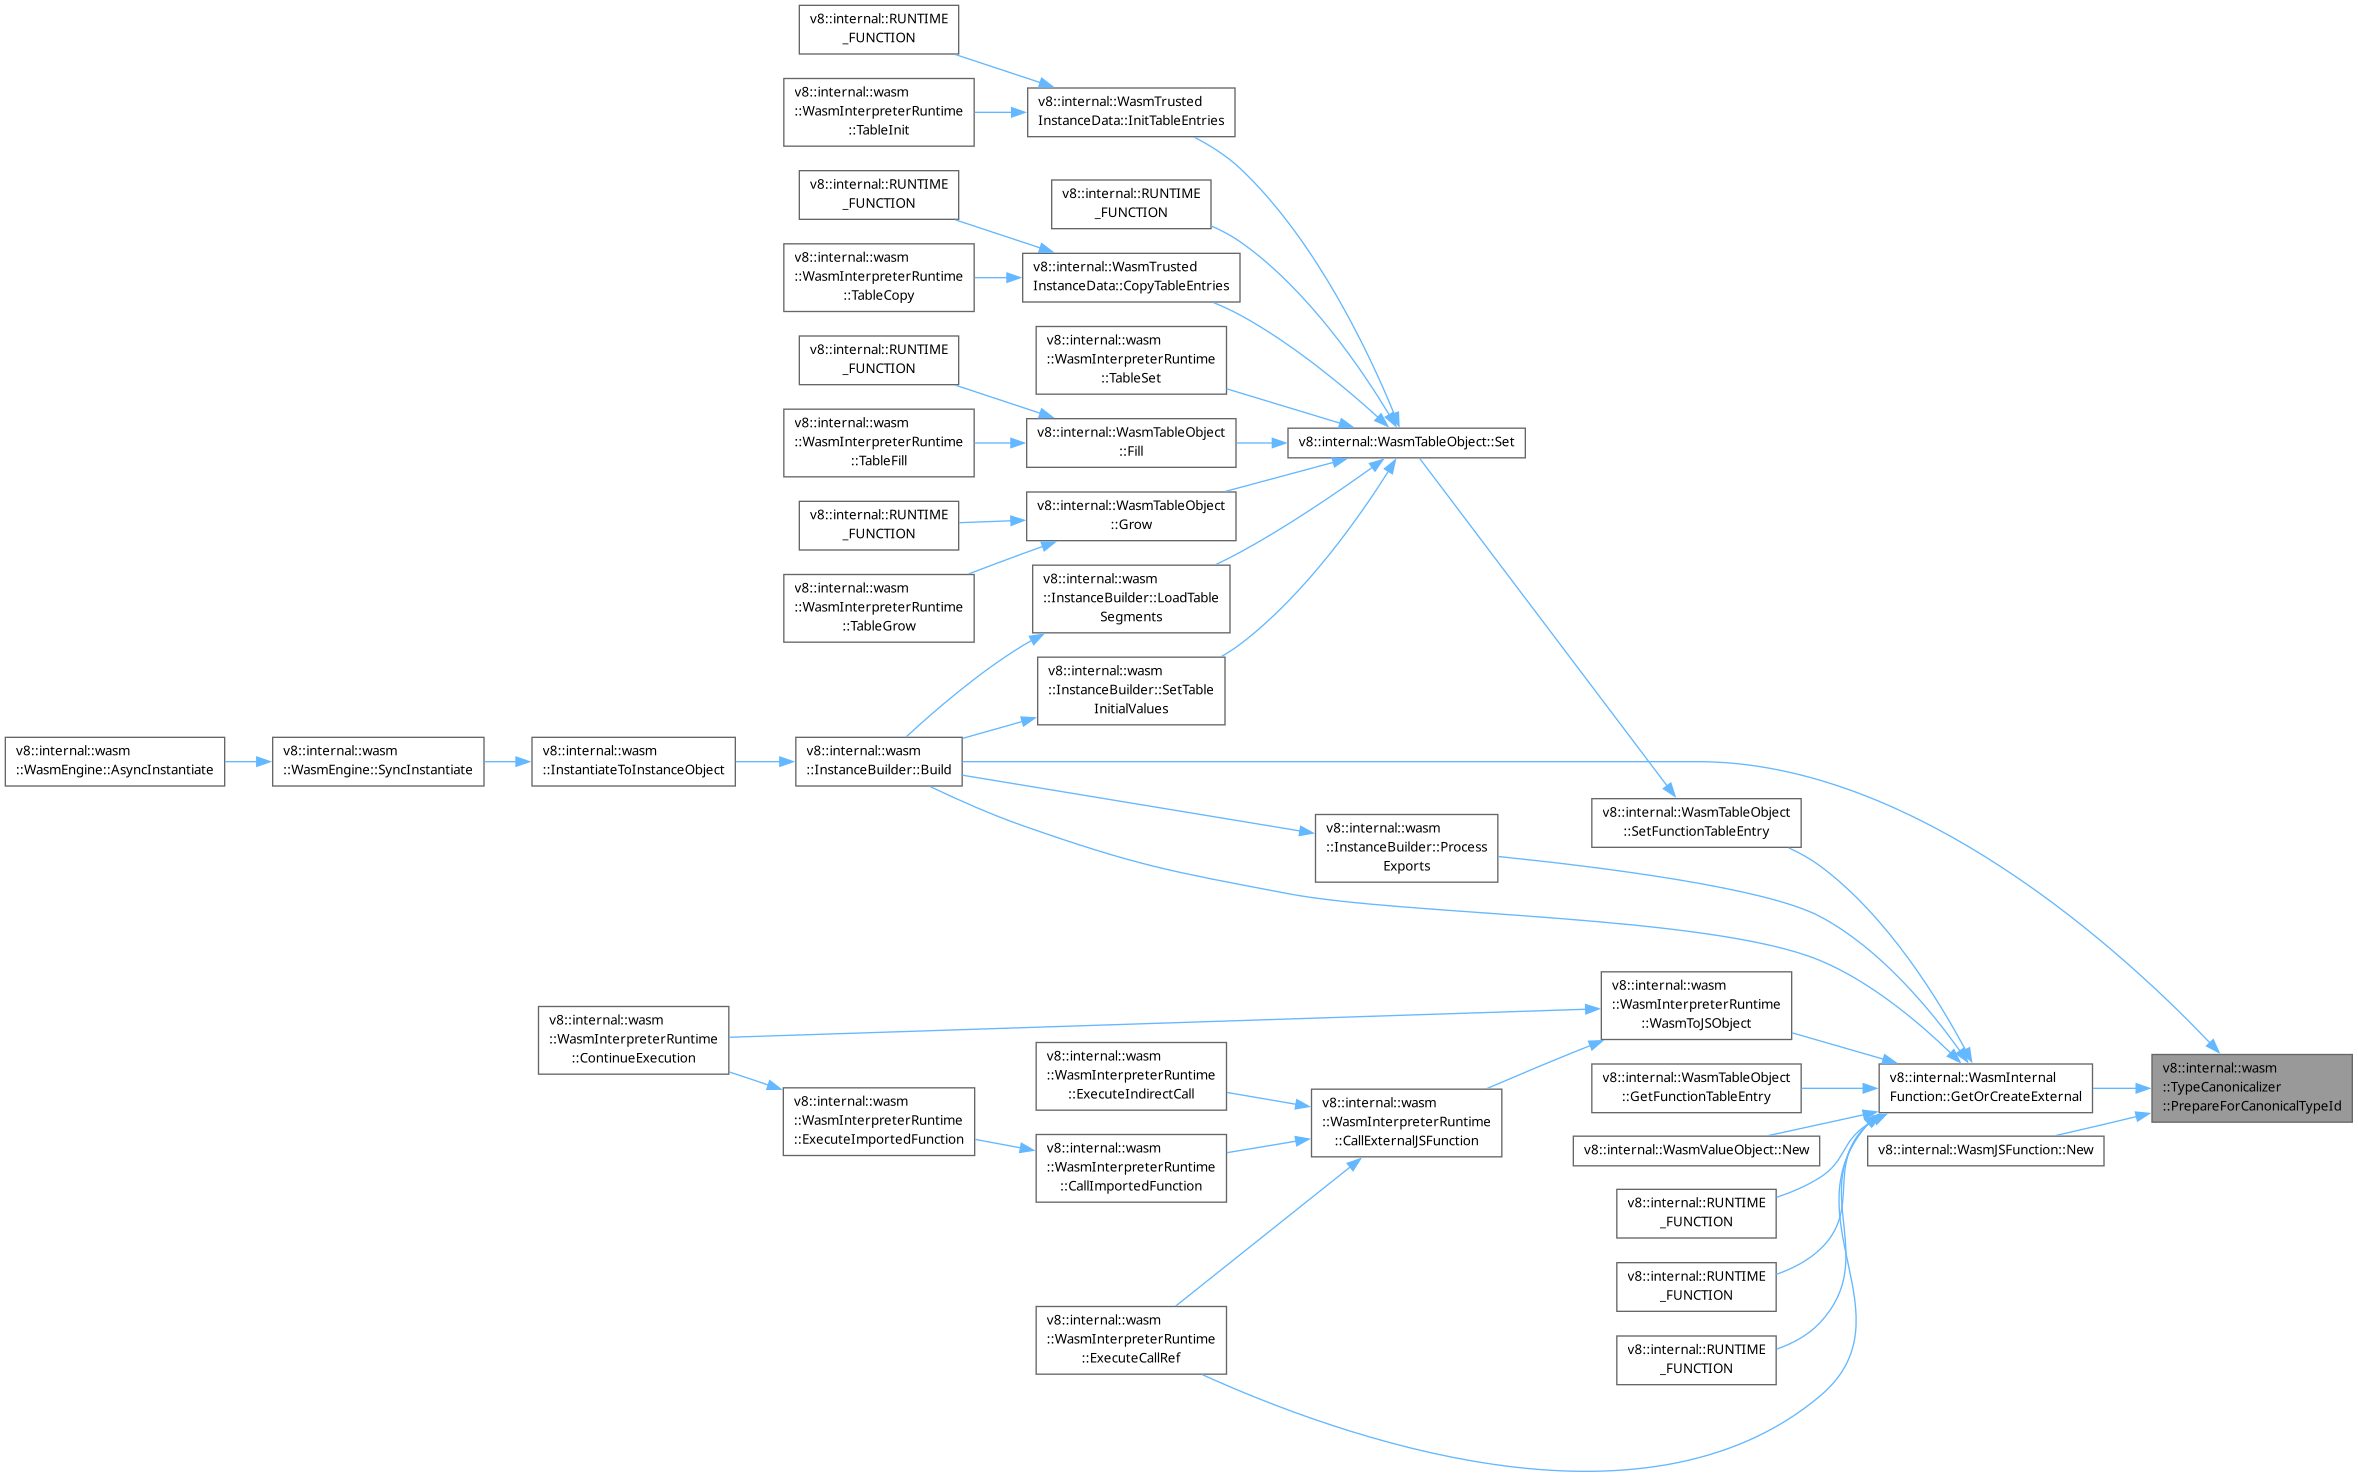 v8::internal::RUNTIME
_FUNCTION
v8::internal::wasm
::WasmInterpreterRuntime
::TableInit
v8::internal::WasmTrusted
InstanceData::InitTableEntries
v8::internal::RUNTIME
_FUNCTION
v8::internal::RUNTIME
_FUNCTION
v8::internal::wasm
::WasmInterpreterRuntime
::TableCopy
v8::internal::WasmTrusted
InstanceData::CopyTableEntries
v8::internal::wasm
::WasmInterpreterRuntime
::TableSet
v8::internal::RUNTIME
_FUNCTION
v8::internal::wasm
::WasmInterpreterRuntime
::TableFill
v8::internal::WasmTableObject
::Fill
v8::internal::WasmTableObject::Set
v8::internal::WasmTableObject
::Grow
v8::internal::RUNTIME
_FUNCTION
v8::internal::wasm
::WasmInterpreterRuntime
::TableGrow
v8::internal::wasm
::InstanceBuilder::LoadTable
Segments
v8::internal::wasm
::InstanceBuilder::SetTable
InitialValues
v8::internal::wasm
::WasmEngine::AsyncInstantiate
v8::internal::wasm
::WasmEngine::SyncInstantiate
v8::internal::wasm
::InstantiateToInstanceObject
v8::internal::wasm
::InstanceBuilder::Build
v8::internal::wasm
::InstanceBuilder::Process
Exports
v8::internal::WasmTableObject
::SetFunctionTableEntry
v8::internal::wasm
::WasmInterpreterRuntime
::WasmToJSObject
v8::internal::wasm
::WasmInterpreterRuntime
::ContinueExecution
v8::internal::wasm
::WasmInterpreterRuntime
::ExecuteIndirectCall
v8::internal::wasm
::WasmInterpreterRuntime
::ExecuteImportedFunction
v8::internal::wasm
::WasmInterpreterRuntime
::CallImportedFunction
v8::internal::wasm
::WasmInterpreterRuntime
::CallExternalJSFunction
v8::internal::WasmTableObject
::GetFunctionTableEntry
v8::internal::WasmInternal
Function::GetOrCreateExternal
v8::internal::wasm
::TypeCanonicalizer
::PrepareForCanonicalTypeId
v8::internal::WasmValueObject::New
v8::internal::WasmJSFunction::New
v8::internal::RUNTIME
_FUNCTION
v8::internal::RUNTIME
_FUNCTION
v8::internal::RUNTIME
_FUNCTION
v8::internal::wasm
::WasmInterpreterRuntime
::ExecuteCallRef